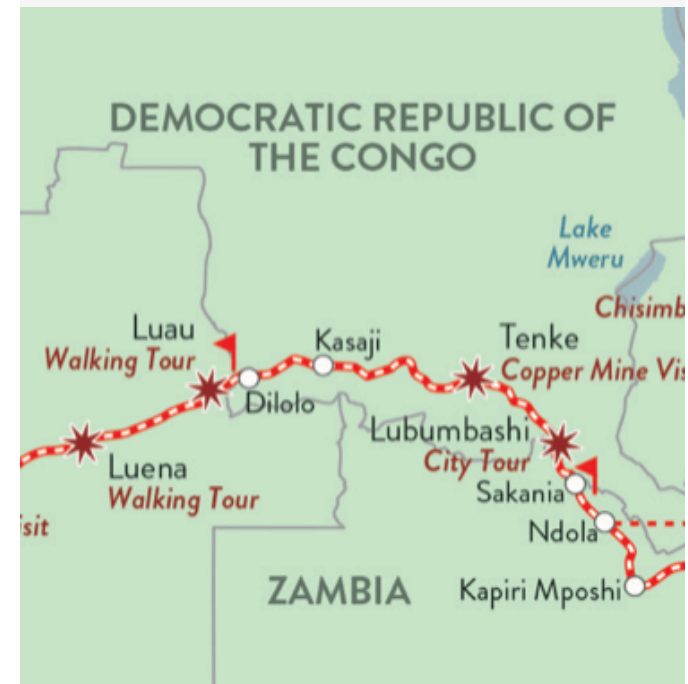 DEMOCRATIC REPUBLIC OF
THE CONGO
Lake
Mweru
Chisimb
Luau
Walking Tour
Kasaji
Tenke
Copper Mine Vis
Dilolo
Lubumbashi
City Tour
Luena
Walking Tour
Sakania
isit
Ndola
ZAMBIA
Kapiri Mposhi